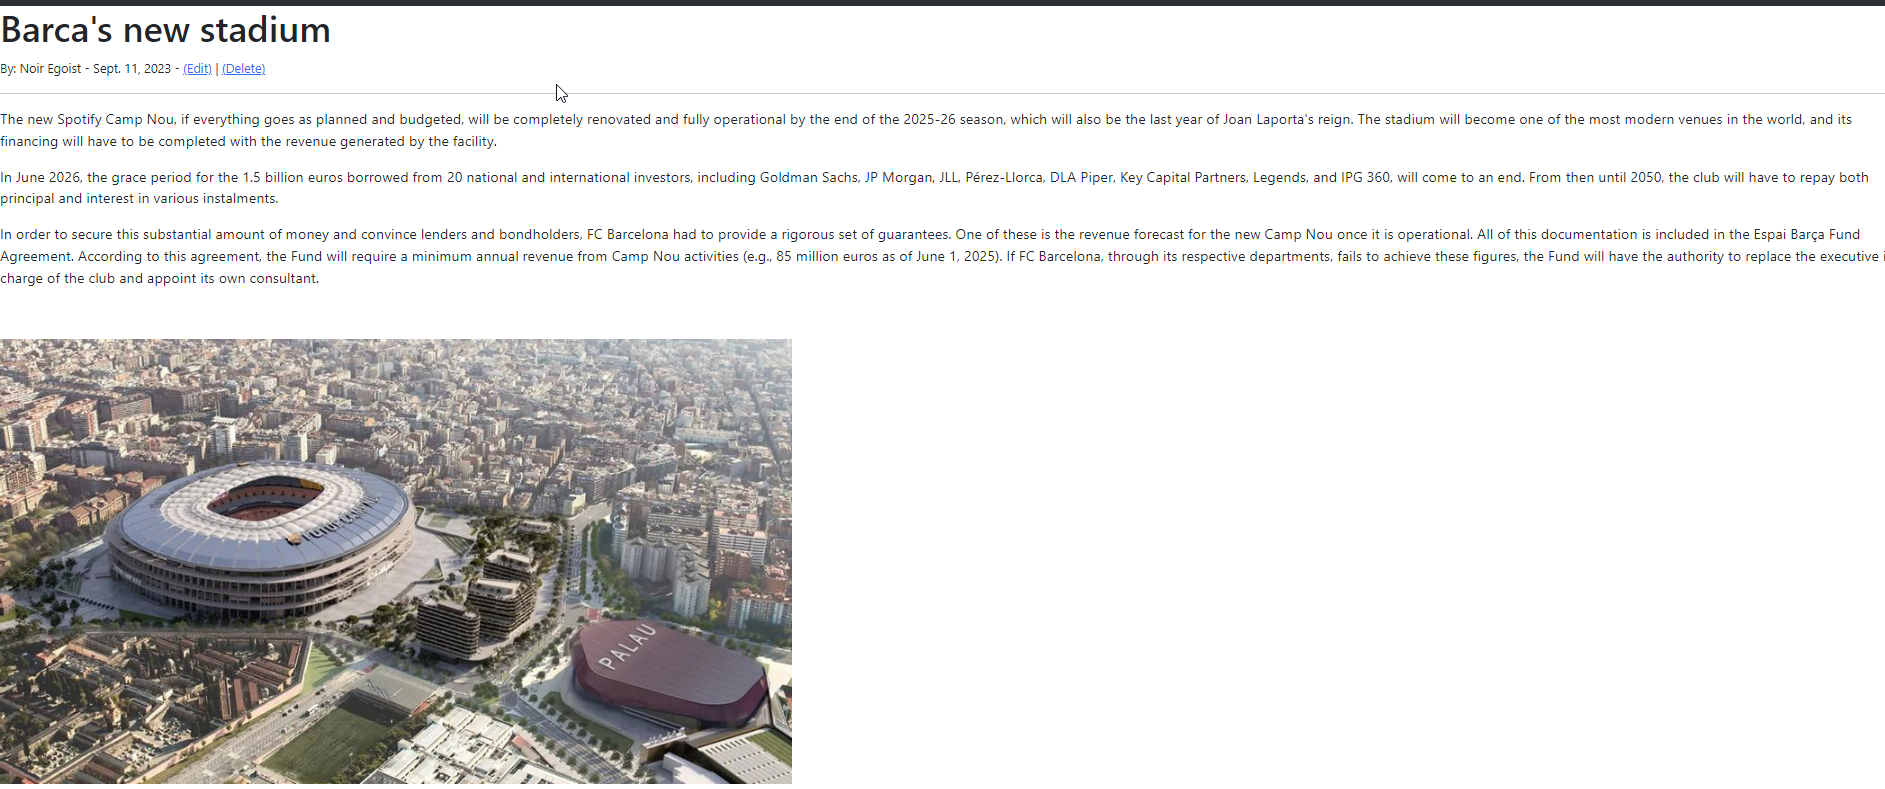 Barca's new stadium
By: Noir Egoist - Sept. 11, 2023 - (Edit) | (Delete)
The new Spotify Camp Nou, if everything goes as planned and budgeted, will be completely renovated and fully operational by the end of the 2025-26 season, which will also be the last year of Joan Laporta's reign. The stadium will become one of the most modern venues in the world, and its
financing will have to be completed with the revenue generated by the facility.
In June 2026, the grace period for the 1.5 billion euros borrowed from 20 national and international investors, including Goldman Sachs, JP Morgan, JLL, Pérez-Llorca, DLA Piper, Key Capital Partners, Legends, and IPG 360, will come to an end. From then until 2050, the club will have to repay both
principal and interest in various instalments.
In order to secure this substantial amount of money and convince lenders and bondholders, FC Barcelona had to provide a rigorous set of guarantees. One of these is the revenue forecast for the new Camp Nou once it is operational. All of this documentation is included in the Espai Barça Fund
Agreement. According to this agreement, the Fund will require a minimum annual revenue from Camp Nou activities (e.g., 85 million euros as of June 1, 2025). If FC Barcelona, through its respective departments, fails to achieve these figures, the Fund will have the authority to replace the executive
charge of the club and appoint its own consultant.
PALAU